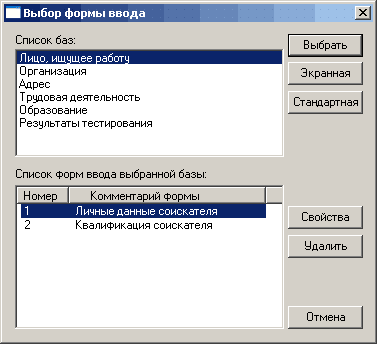 Выбор формы ввода
Список баз:
Лицо, ищущее работу
Организация
Адрес
Трудовая деятельность
Образование
Результаты тестирования
Выбрать
Экранная
Стандартная
Список форм ввода выбранной базы:
Номер Комментарий формы
1 Личные данные соискателя
2 Квалификация соискателя
Свойства
Удалить
Отмена